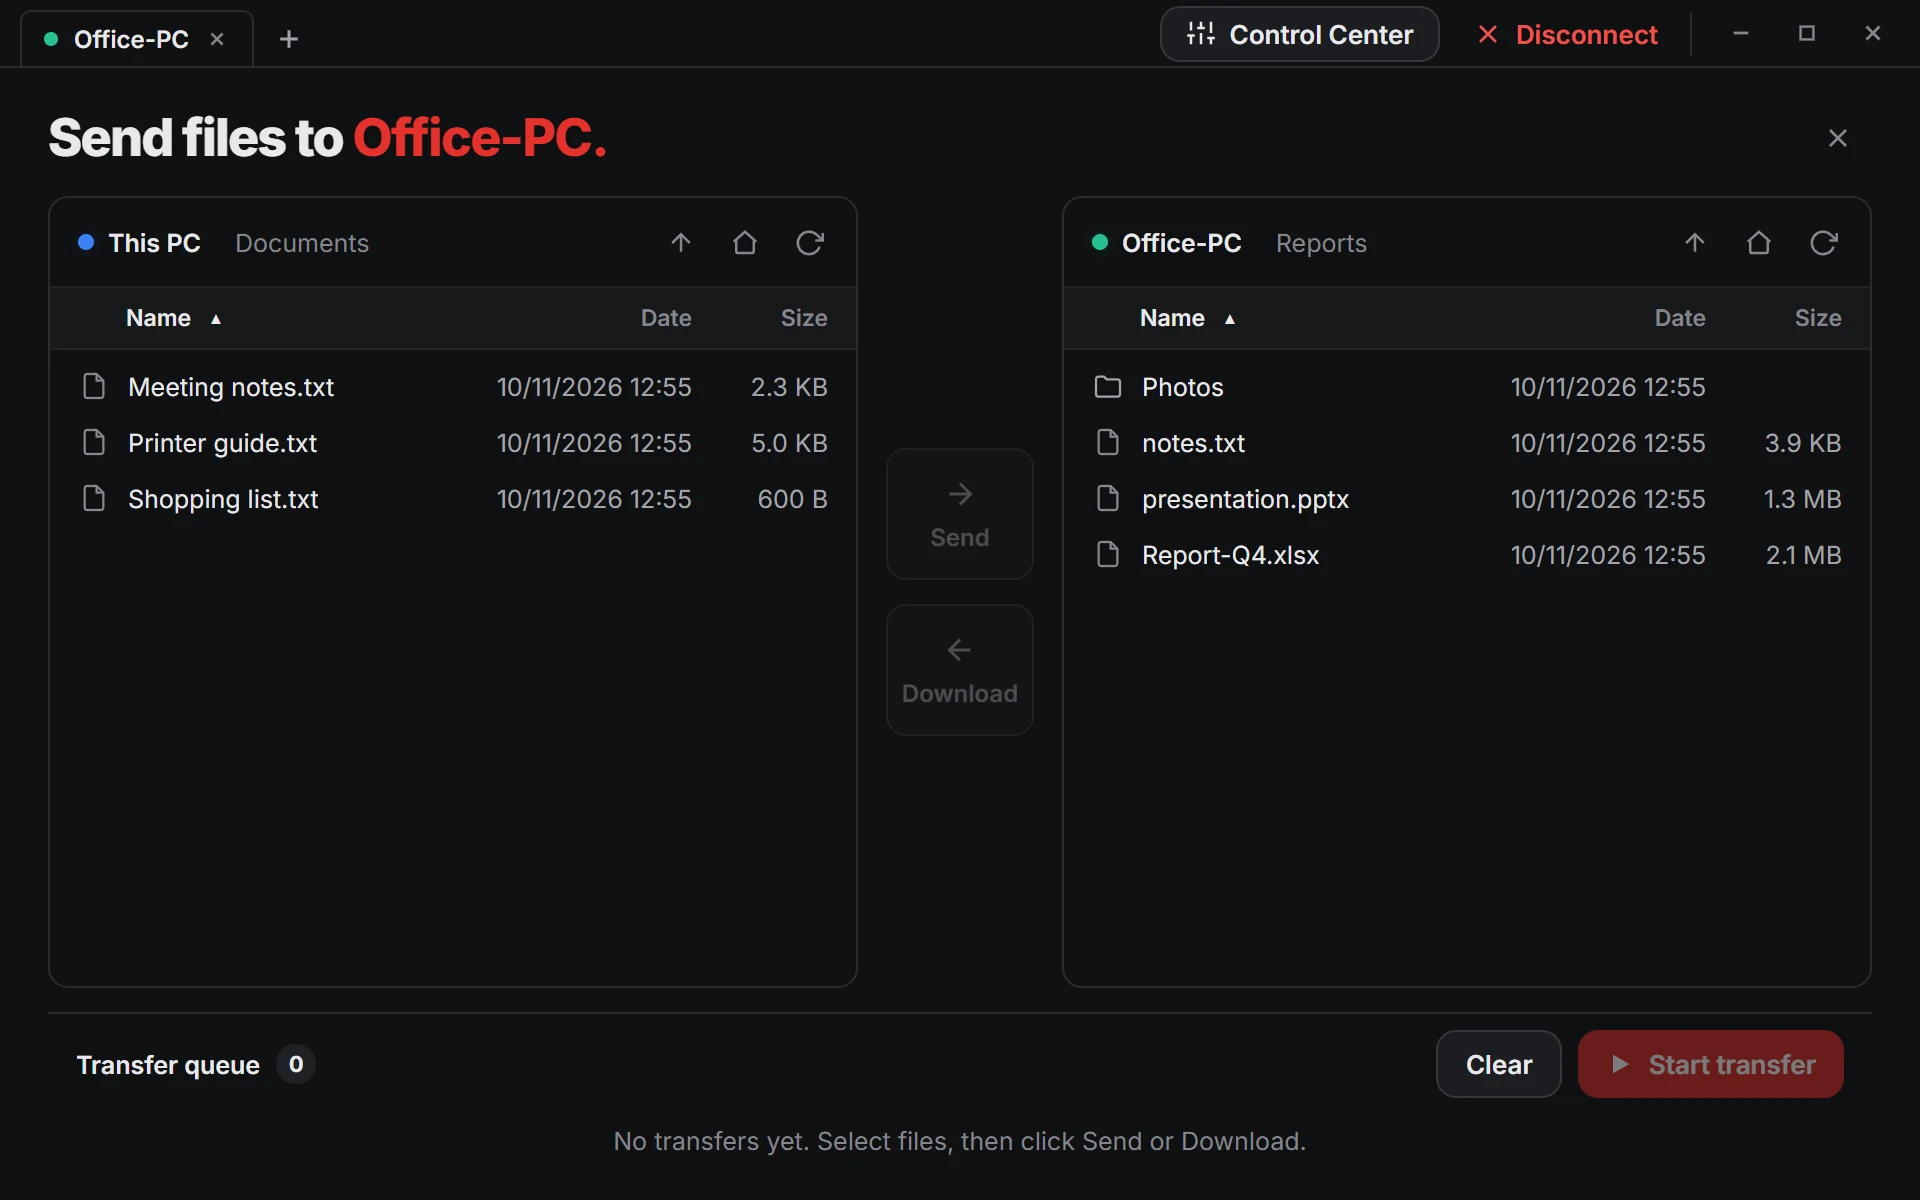 Office-PC
Control Center
Disconnect
Send files to Office-PC.
This PC Documents
Name ▲ Date Size
Meeting notes.txt 10/11/2026 12:55 2.3 KB
Printer guide.txt 10/11/2026 12:55 5.0 KB
Shopping list.txt 10/11/2026 12:55 600 B
Send
Download
Office-PC Reports
Name ▲ Date Size
Photos 10/11/2026 12:55
notes.txt 10/11/2026 12:55 3.9 KB
presentation.pptx 10/11/2026 12:55 1.3 MB
Report-Q4.xlsx 10/11/2026 12:55 2.1 MB
Transfer queue 0
Clear
Start transfer
No transfers yet. Select files, then click Send or Download.